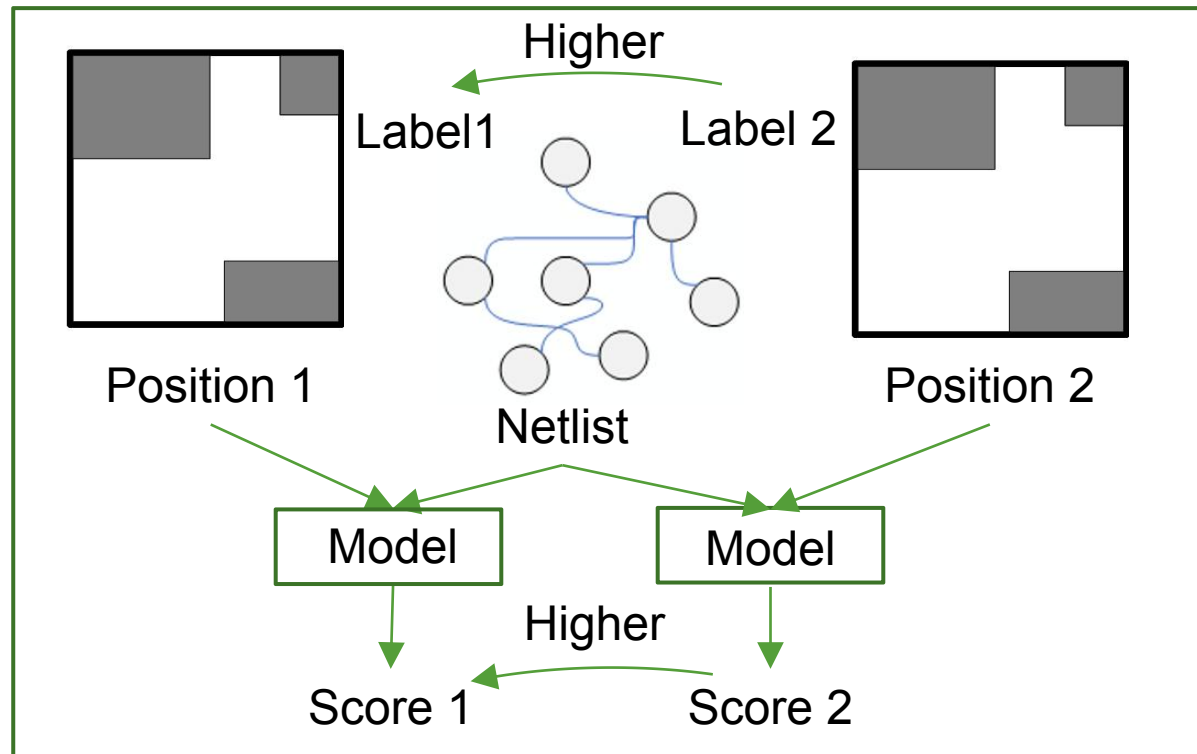 Higher
Label1
Label 2
Position 1
Netlist
Position 2
Model
Model
Higher
Score 1
Score 2